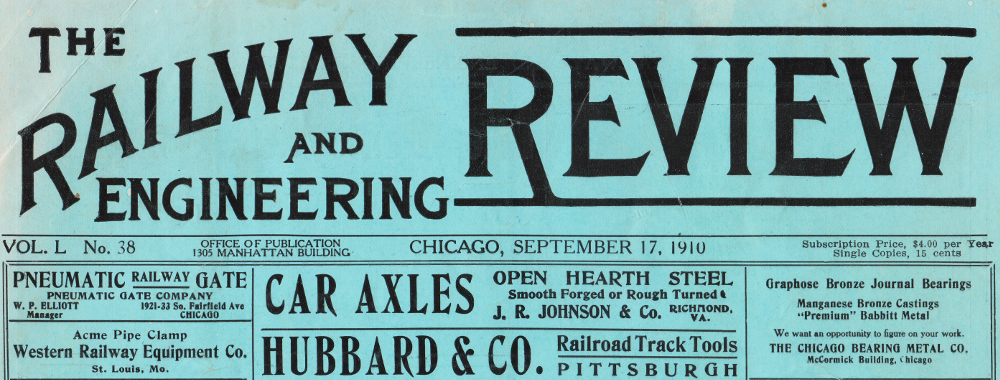 THE
RAILWAY
AND
ENGINEERING
REVIEW
VOL. L No. 38
OFFICE OF PUBLICATION
1305 MANHATTAN BUILDING
CHICAGO, SEPTEMBER 17, 1910
Subscription Price, $4.00 per Year
Single Copies, 15 cents
PNEUMATIC RAILWAY GATE
PNEUMATIC GATE COMPANY
W. P. ELLIOTT 1921-33 So. Fairfield Ave
Manager CHICAGO
Acme Pipe Clamp
Western Railway Equipment Co.
St. Louis, Mo.
CAR AXLES
OPEN HEARTH STEEL
Smooth Forged or Rough Turned
J. R. JOHNSON & Co. RICHMOND, VA.
HUBBARD & CO.
Railroad Track Tools
PITTSBURGH
Graphose Bronze Journal Bearings
Manganese Bronze Castings
"Premium" Babbitt Metal
We want an opportunity to figure on your work.
THE CHICAGO BEARING METAL CO.
McCormick Building, Chicago